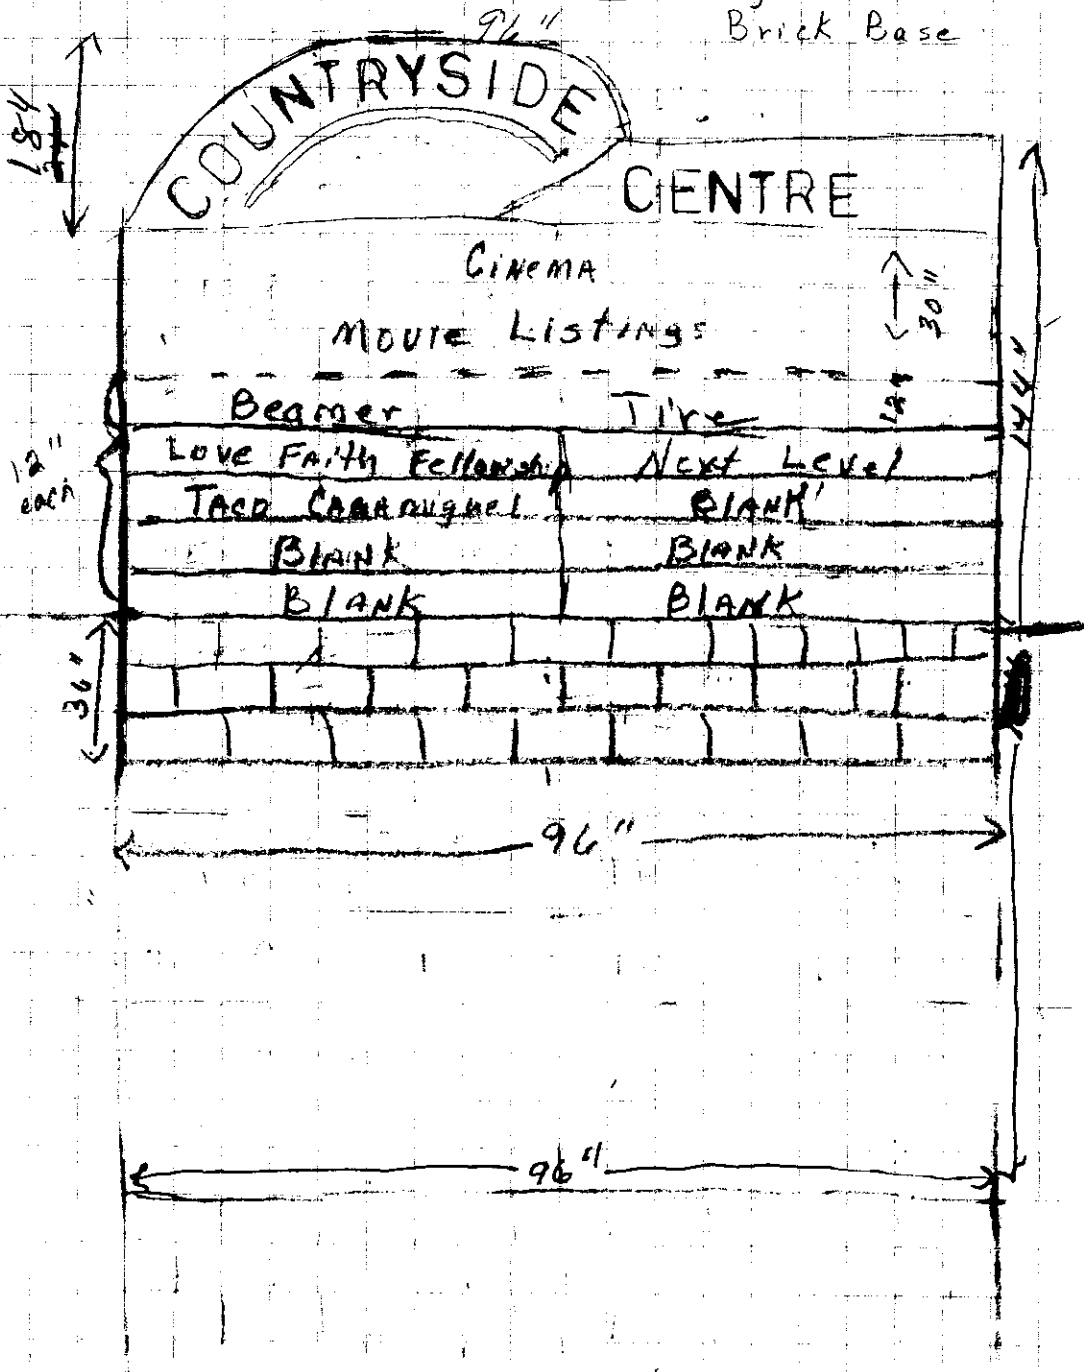 96"
Brick Base
COUNTRYSIDE
CENTRE
CiNeMA
30"
Movie Listings
144"
Beamer Tire
12"
each
Love FAith Fellowship Next Level
TACO BLANK
BlANK BlANK
BlANK BlANK
36"
96"
96"